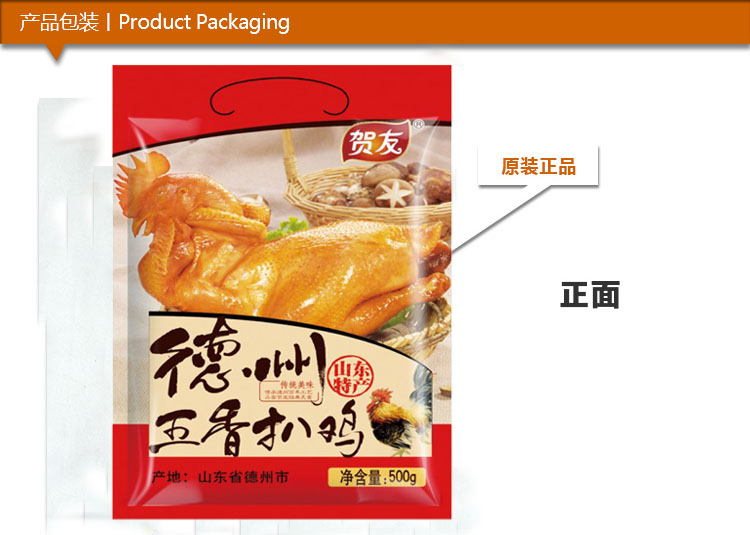 产品包装 | Product Packaging
贺友®
原装正品
正面
德州
传统美味
山东
特产
五香扒鸡
产地：山东省德州市
净含量：500g